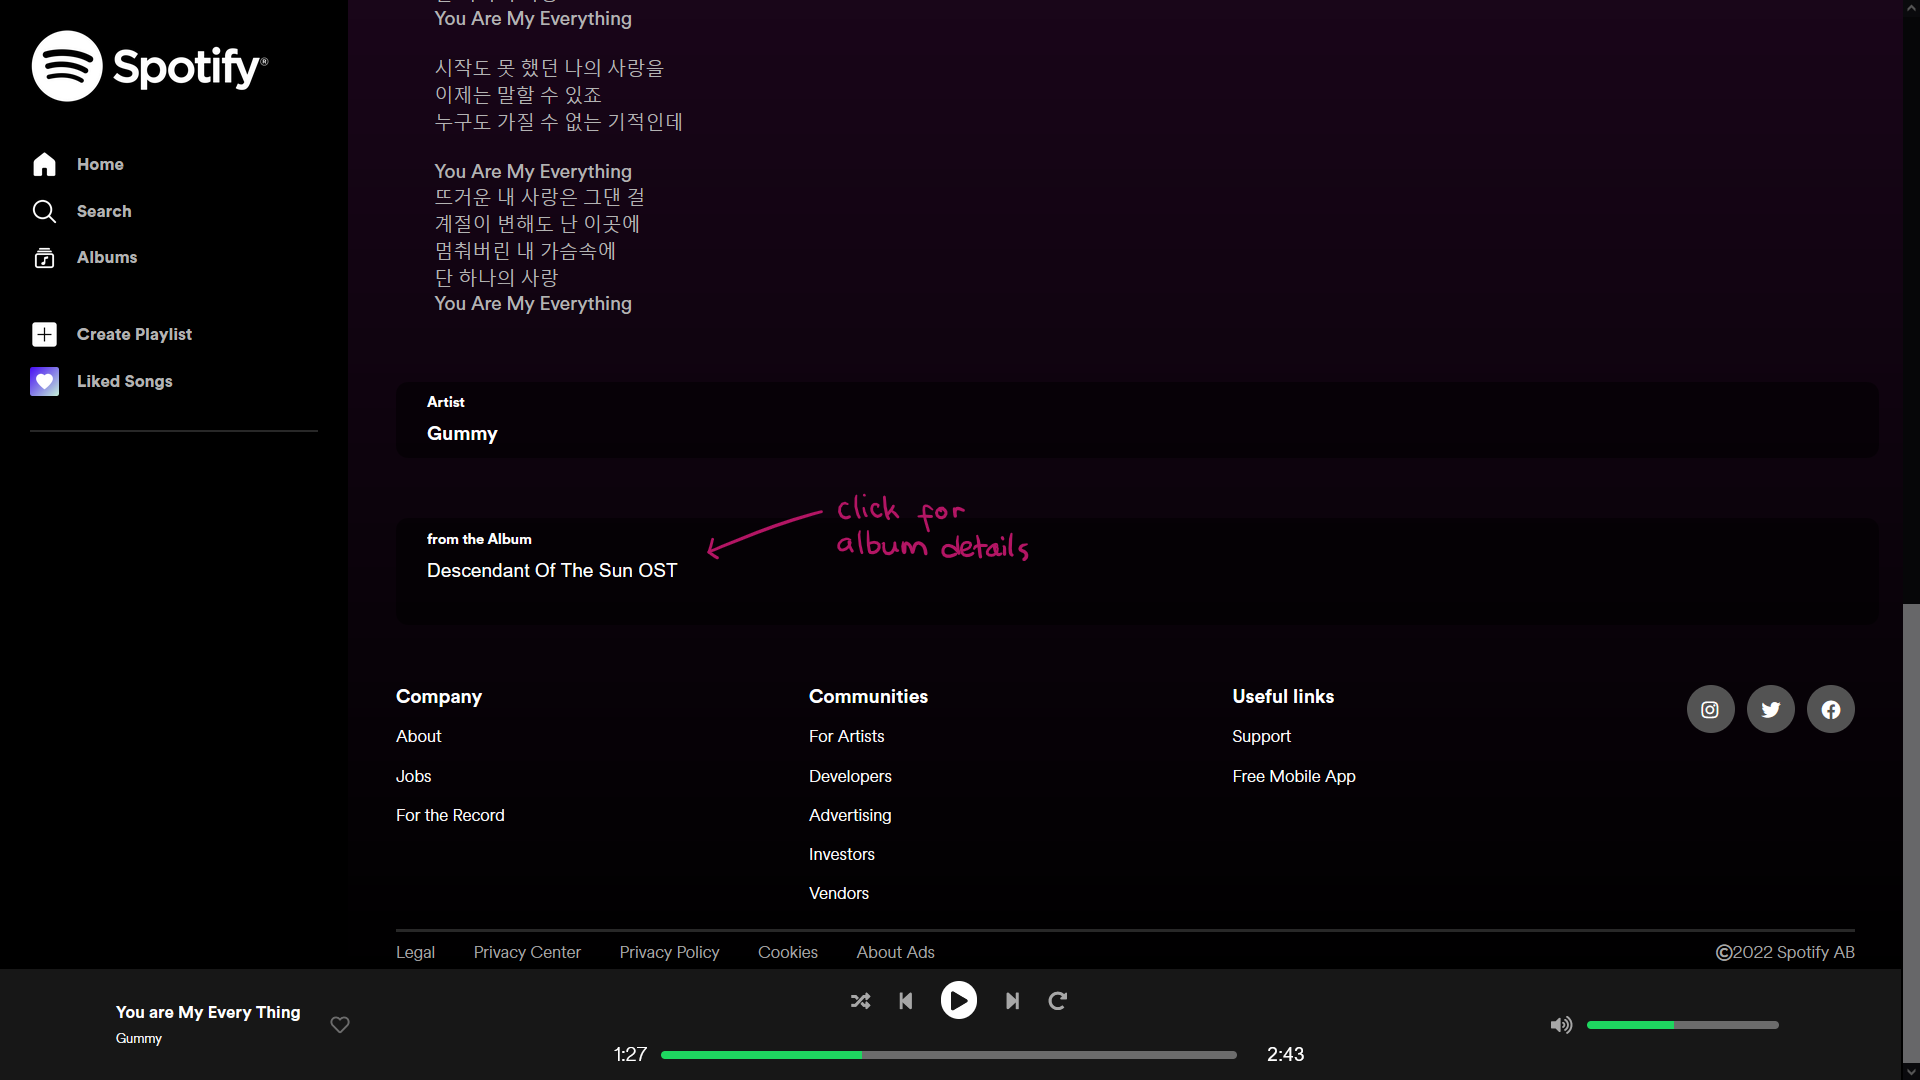 Spotify®
Home
Search
Albums
Create Playlist
Liked Songs
You Are My Everything
시작도 못 했던 나의 사랑을
이제는 말할 수 있죠
누구도 가질 수 없는 기적인데
You Are My Everything
뜨거운 내 사랑은 그댄 걸
계절이 변해도 난 이곳에
멈춰버린 내 가슴속에
단 하나의 사랑
You Are My Everything
Artist
Gummy
click for
album details
from the Album
Descendant Of The Sun OST
Company
About
Jobs
For the Record
Communities
For Artists
Developers
Advertising
Investors
Vendors
Useful links
Support
Free Mobile App
Legal Privacy Center Privacy Policy Cookies About Ads ©2022 Spotify AB
You are My Every Thing
Gummy
1:27 2:43